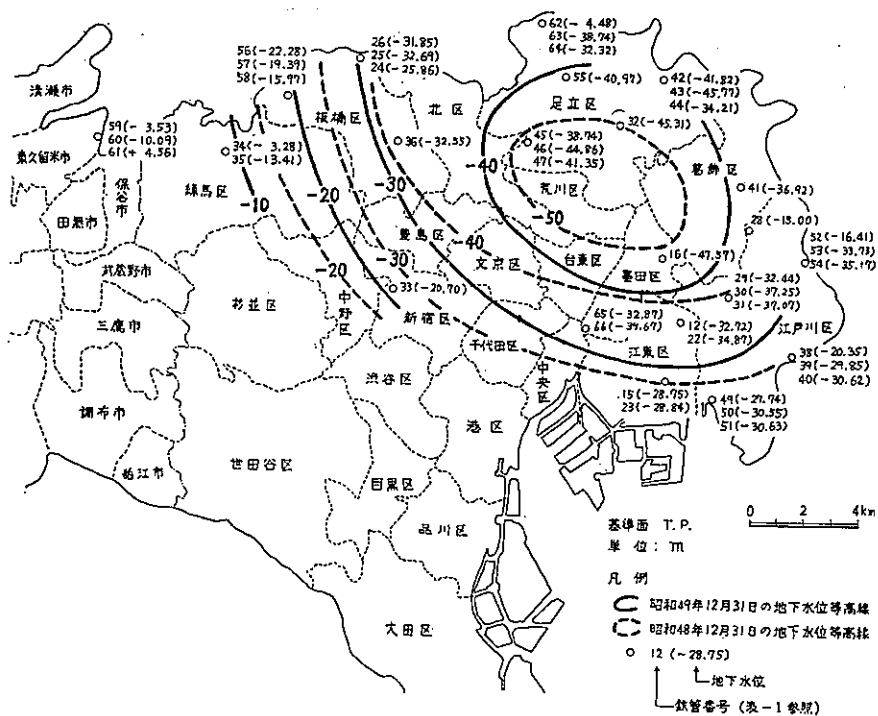 62(- 4.48)
63(-38.74)
64(-32.32)
56(-22.28)
57(-19.39)
58(-15.97)
26(-31.85)
25(-32.69)
24(-25.86)
55(-40.97)
42(-41.82)
43(-45.77)
44(-34.21)
清瀬市
板橋区
北区
足立区
32(-45.31)
59(- 3.53)
60(-10.09)
61(+ 4.56)
34(- 3.28)
35(-13.41)
36(-32.55)
45(-38.74)
46(-44.86)
47(-41.35)
東久留米市
保谷市
練馬区
-10
-20
-30
-40
荒川区
葛飾区
41(-36.92)
田無市
-50
28(-15.00)
豊島区
-40
文京区
台東区
墨田区
16(-47.37)
52(-16.41)
53(-33.73)
54(-35.17)
武蔵野市
杉並区
-20
中野区
-30
33(-20.70)
新宿区
29(-32.44)
30(-37.25)
31(-37.07)
三鷹市
千代田区
65(-32.87)
66(-39.67)
12(-32.72)
22(-34.87)
江戸川区
渋谷区
中央区
江東区
38(-20.35)
39(-29.85)
40(-30.62)
調布市
15(-28.75)
23(-28.84)
49(-27.74)
50(-30.55)
51(-30.63)
港区
狛江市
世田谷区
目黒区
品川区
大田区
基準面 T.P.
単位: m
0 2 4km
凡例
昭和49年12月31日の地下水位等高線
昭和48年12月31日の地下水位等高線
12 (-28.75)
地下水位
鉄管番号 (表-1参照)